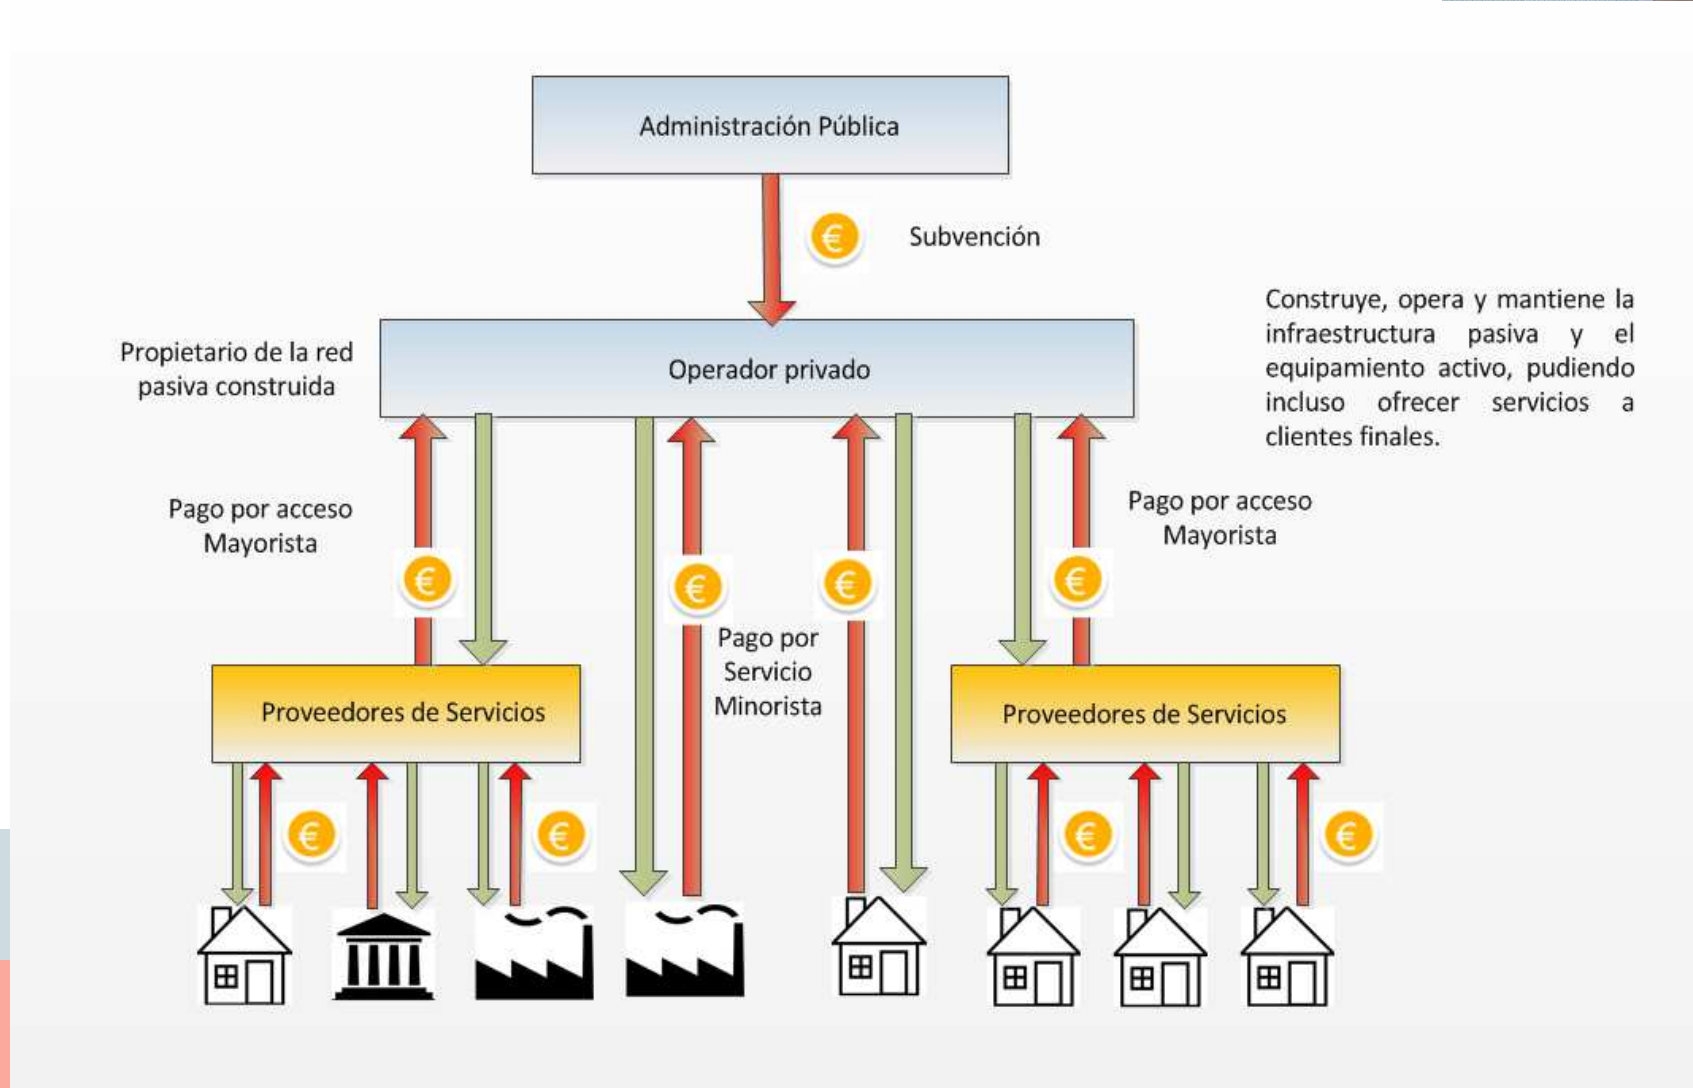 Administración Pública
€
Subvención
Construye, opera y mantiene la
infraestructura pasiva y el
equipamiento activo, pudiendo
incluso ofrecer servicios a
clientes finales.
Propietario de la red
pasiva construida
Operador privado
Pago por acceso
Mayorista
Pago por acceso
Mayorista
€
€
€
€
Pago por
Servicio
Minorista
Proveedores de Servicios
Proveedores de Servicios
€
€
€
€